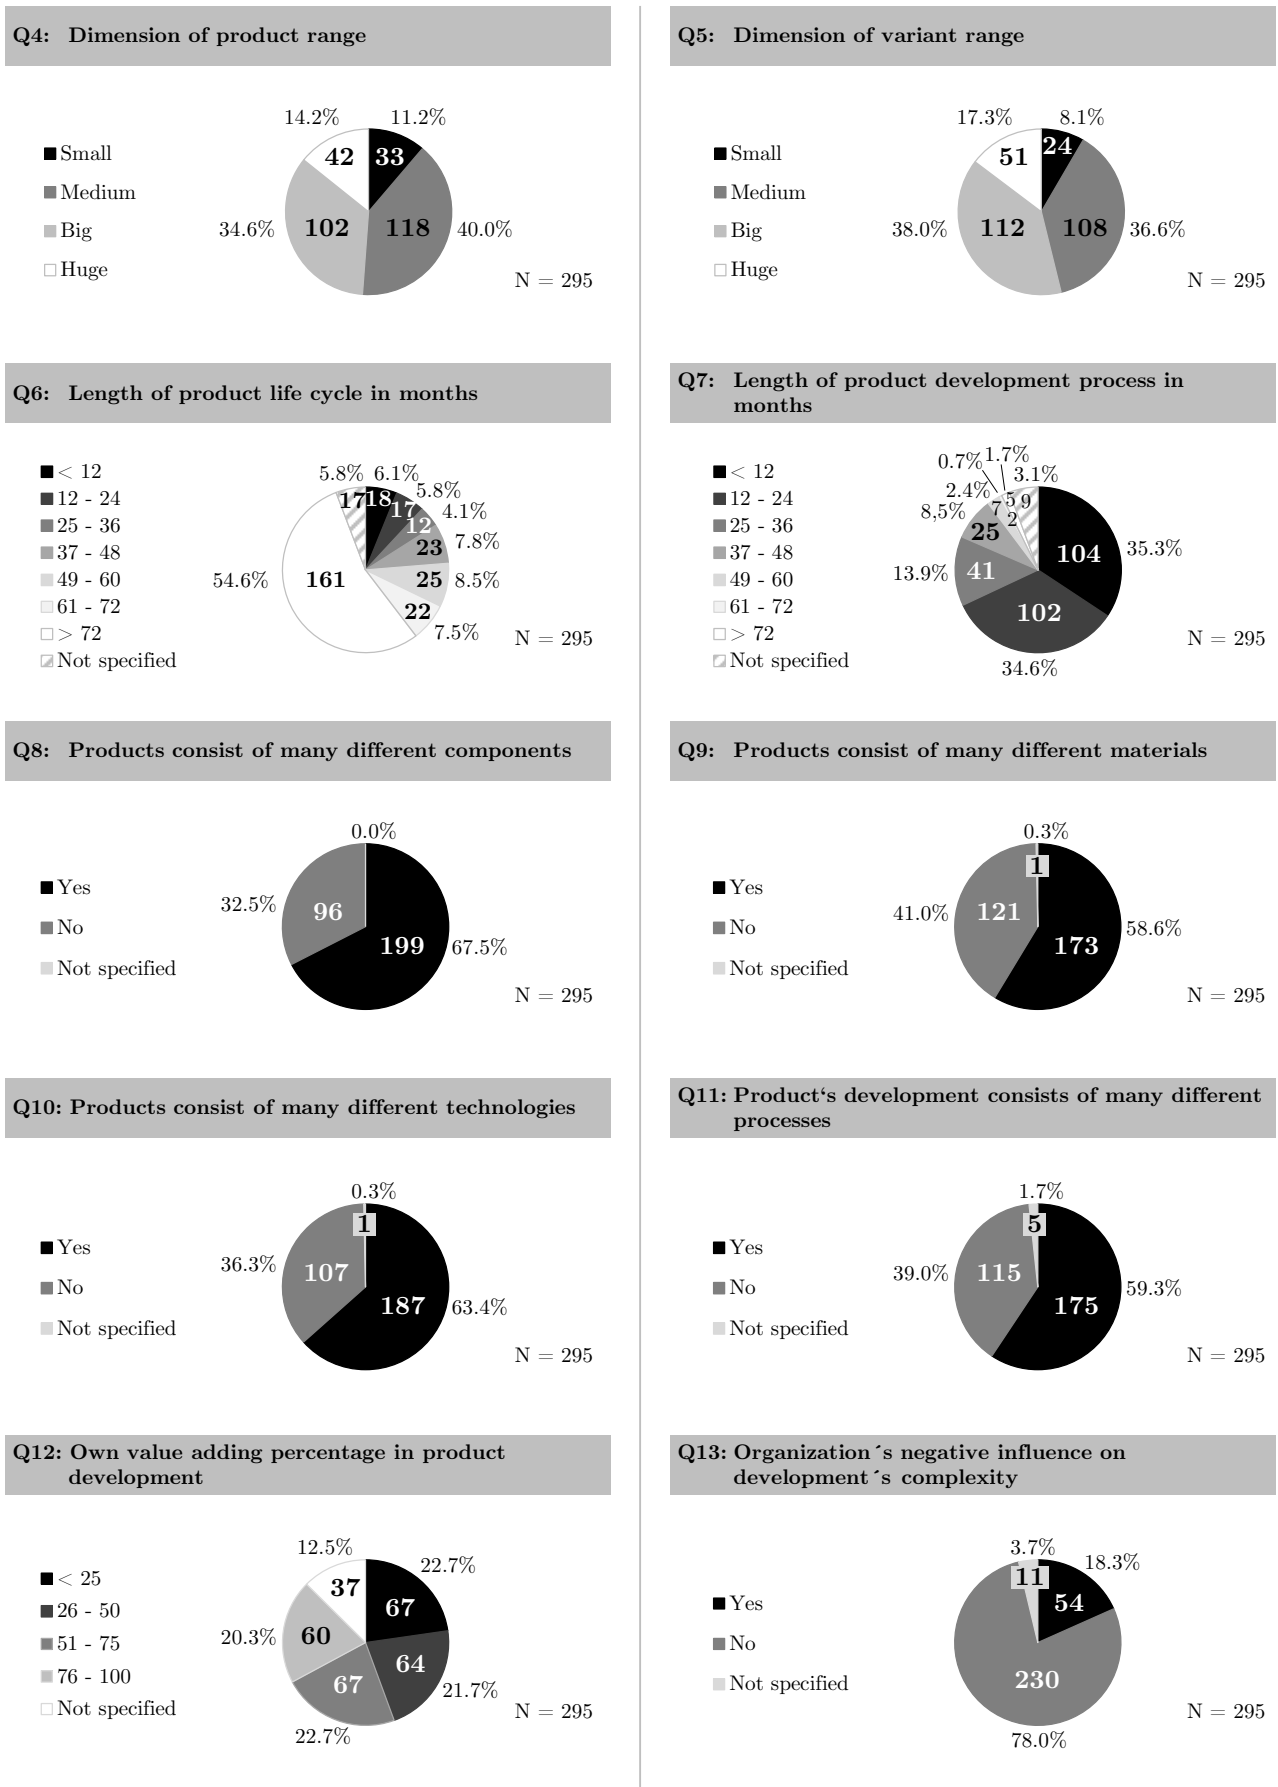 Q4: Dimension of product range
14.2% 11.2%
Small
42 33
Medium
Big
34.6% 102 118 40.0%
Huge
N = 295
Q5: Dimension of variant range
17.3% 8.1%
Small
51 24
Medium
Big
38.0% 112 108 36.6%
Huge
N = 295
Q6: Length of product life cycle in months
< 12
12 - 24
25 - 36
37 - 48
49 - 60
61 - 72
> 72
Not specified
5.8% 6.1%
5.8%
4.1%
7.8%
8.5%
7.5%
54.6%
17 18
17
12
23
25
22
161
N = 295
Q7: Length of product development process in
months
< 12
12 - 24
25 - 36
37 - 48
49 - 60
61 - 72
> 72
Not specified
0.7% 1.7%
3.1%
2.4%
8,5%
13.9%
34.6%
35.3%
7 5 9
2
25
41
102
104
N = 295
Q8: Products consist of many different components
0.0%
Yes
No
Not specified
32.5% 96
199 67.5%
N = 295
Q9: Products consist of many different materials
0.3%
1
Yes
No
Not specified
41.0% 121
173 58.6%
N = 295
Q10: Products consist of many different technologies
0.3%
1
Yes
No
Not specified
36.3% 107
187 63.4%
N = 295
Q11: Product‘s development consists of many different
processes
1.7%
5
Yes
No
Not specified
39.0% 115
175 59.3%
N = 295
Q12: Own value adding percentage in product
development
< 25
26 - 50
51 - 75
76 - 100
Not specified
12.5% 22.7%
37 67
20.3% 60
64 21.7%
67
22.7%
N = 295
Q13: Organization´s negative influence on
development´s complexity
3.7% 18.3%
11
54
Yes
No
Not specified
230
78.0%
N = 295